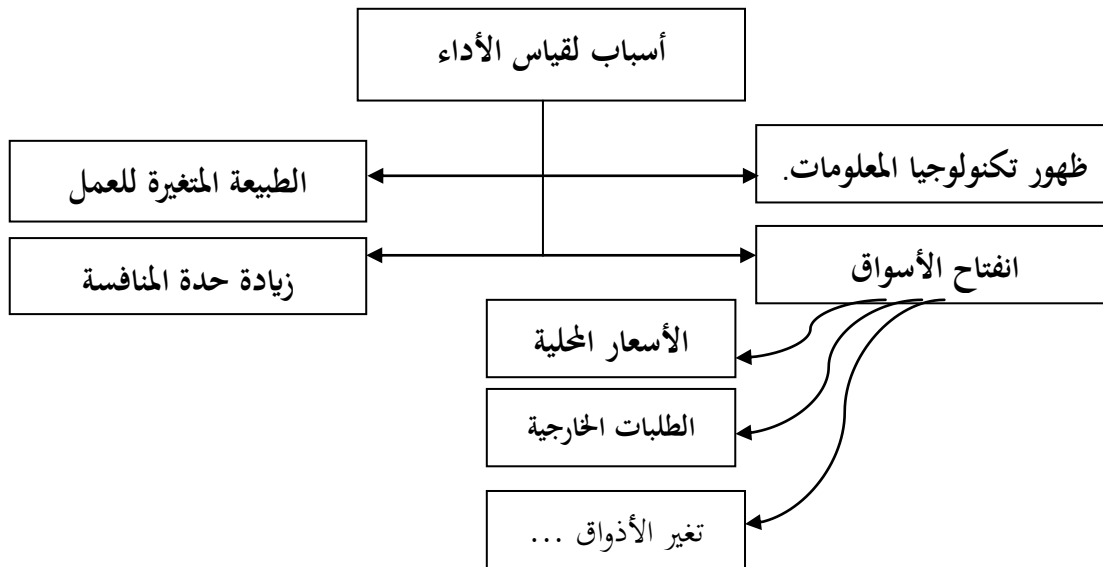 أسباب لقياس الأداء
ظهور تكنولوجيا المعلومات.
الطبيعة المتغيرة للعمل
انفتاح الأسواق
زيادة حدة المنافسة
الأسعار المحلية
الطلبات الخارجية
تغير الأذواق ...